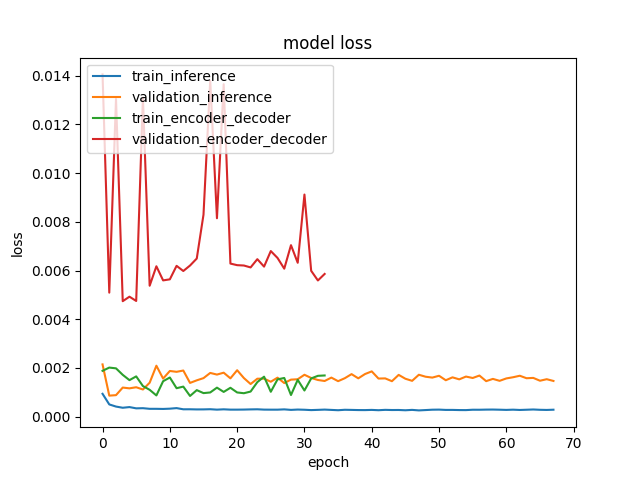 model loss
train_inference
validation_inference
train_encoder_decoder
validation_encoder_decoder
0.014
0.012
0.010
0.008
0.006
0.004
0.002
0.000
loss
0 10 20 30 40 50 60 70
epoch